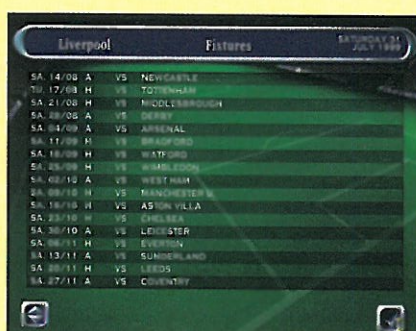 Liverpool Fixtures SATURDAY 31 JULY 1999
SA. 14/08 A VS NEWCASTLE
TU. 17/08 H VS TOTTENHAM
SA. 21/08 H VS MIDDLESBROUGH
SA. 28/08 A VS DERBY
SA. 04/09 A VS ARSENAL
SA. 11/09 H VS BRADFORD
SA. 18/09 H VS WATFORD
SA. 25/09 H VS WIMBLEDON
SA. 02/10 A VS WEST HAM
SA. 09/10 H VS MANCHESTER U.
SA. 16/10 VS ASTON VILLA
SA. 23/10 H VS CHELSEA
SA. 30/10 A VS LEICESTER
SA. 06/11 H VS EVERTON
SA. 13/11 A VS SUNDERLAND
SA. 20/11 H VS LEEDS
SA. 27/11 A VS COVENTRY